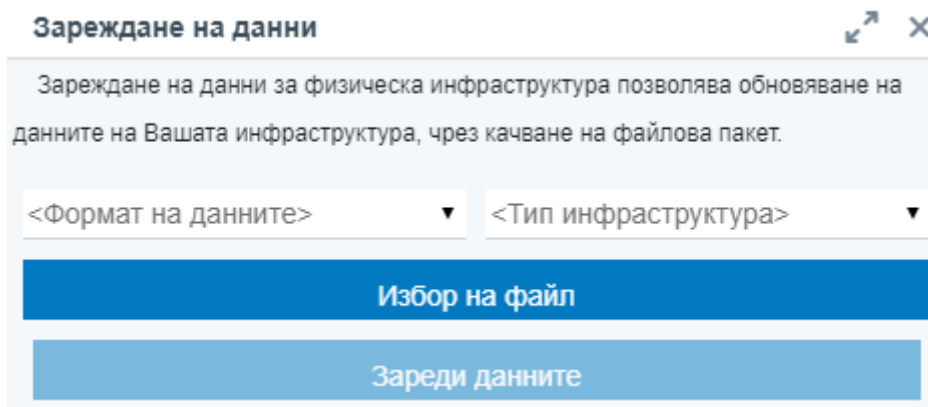 Зареждане на данни
Зареждане на данни за физическа инфраструктура позволява обновяване на
данните на Вашата инфраструктура, чрез качване на файлова пакет.
<Формат на данните> <Тип инфраструктура>
Избор на файл
Зареди данните